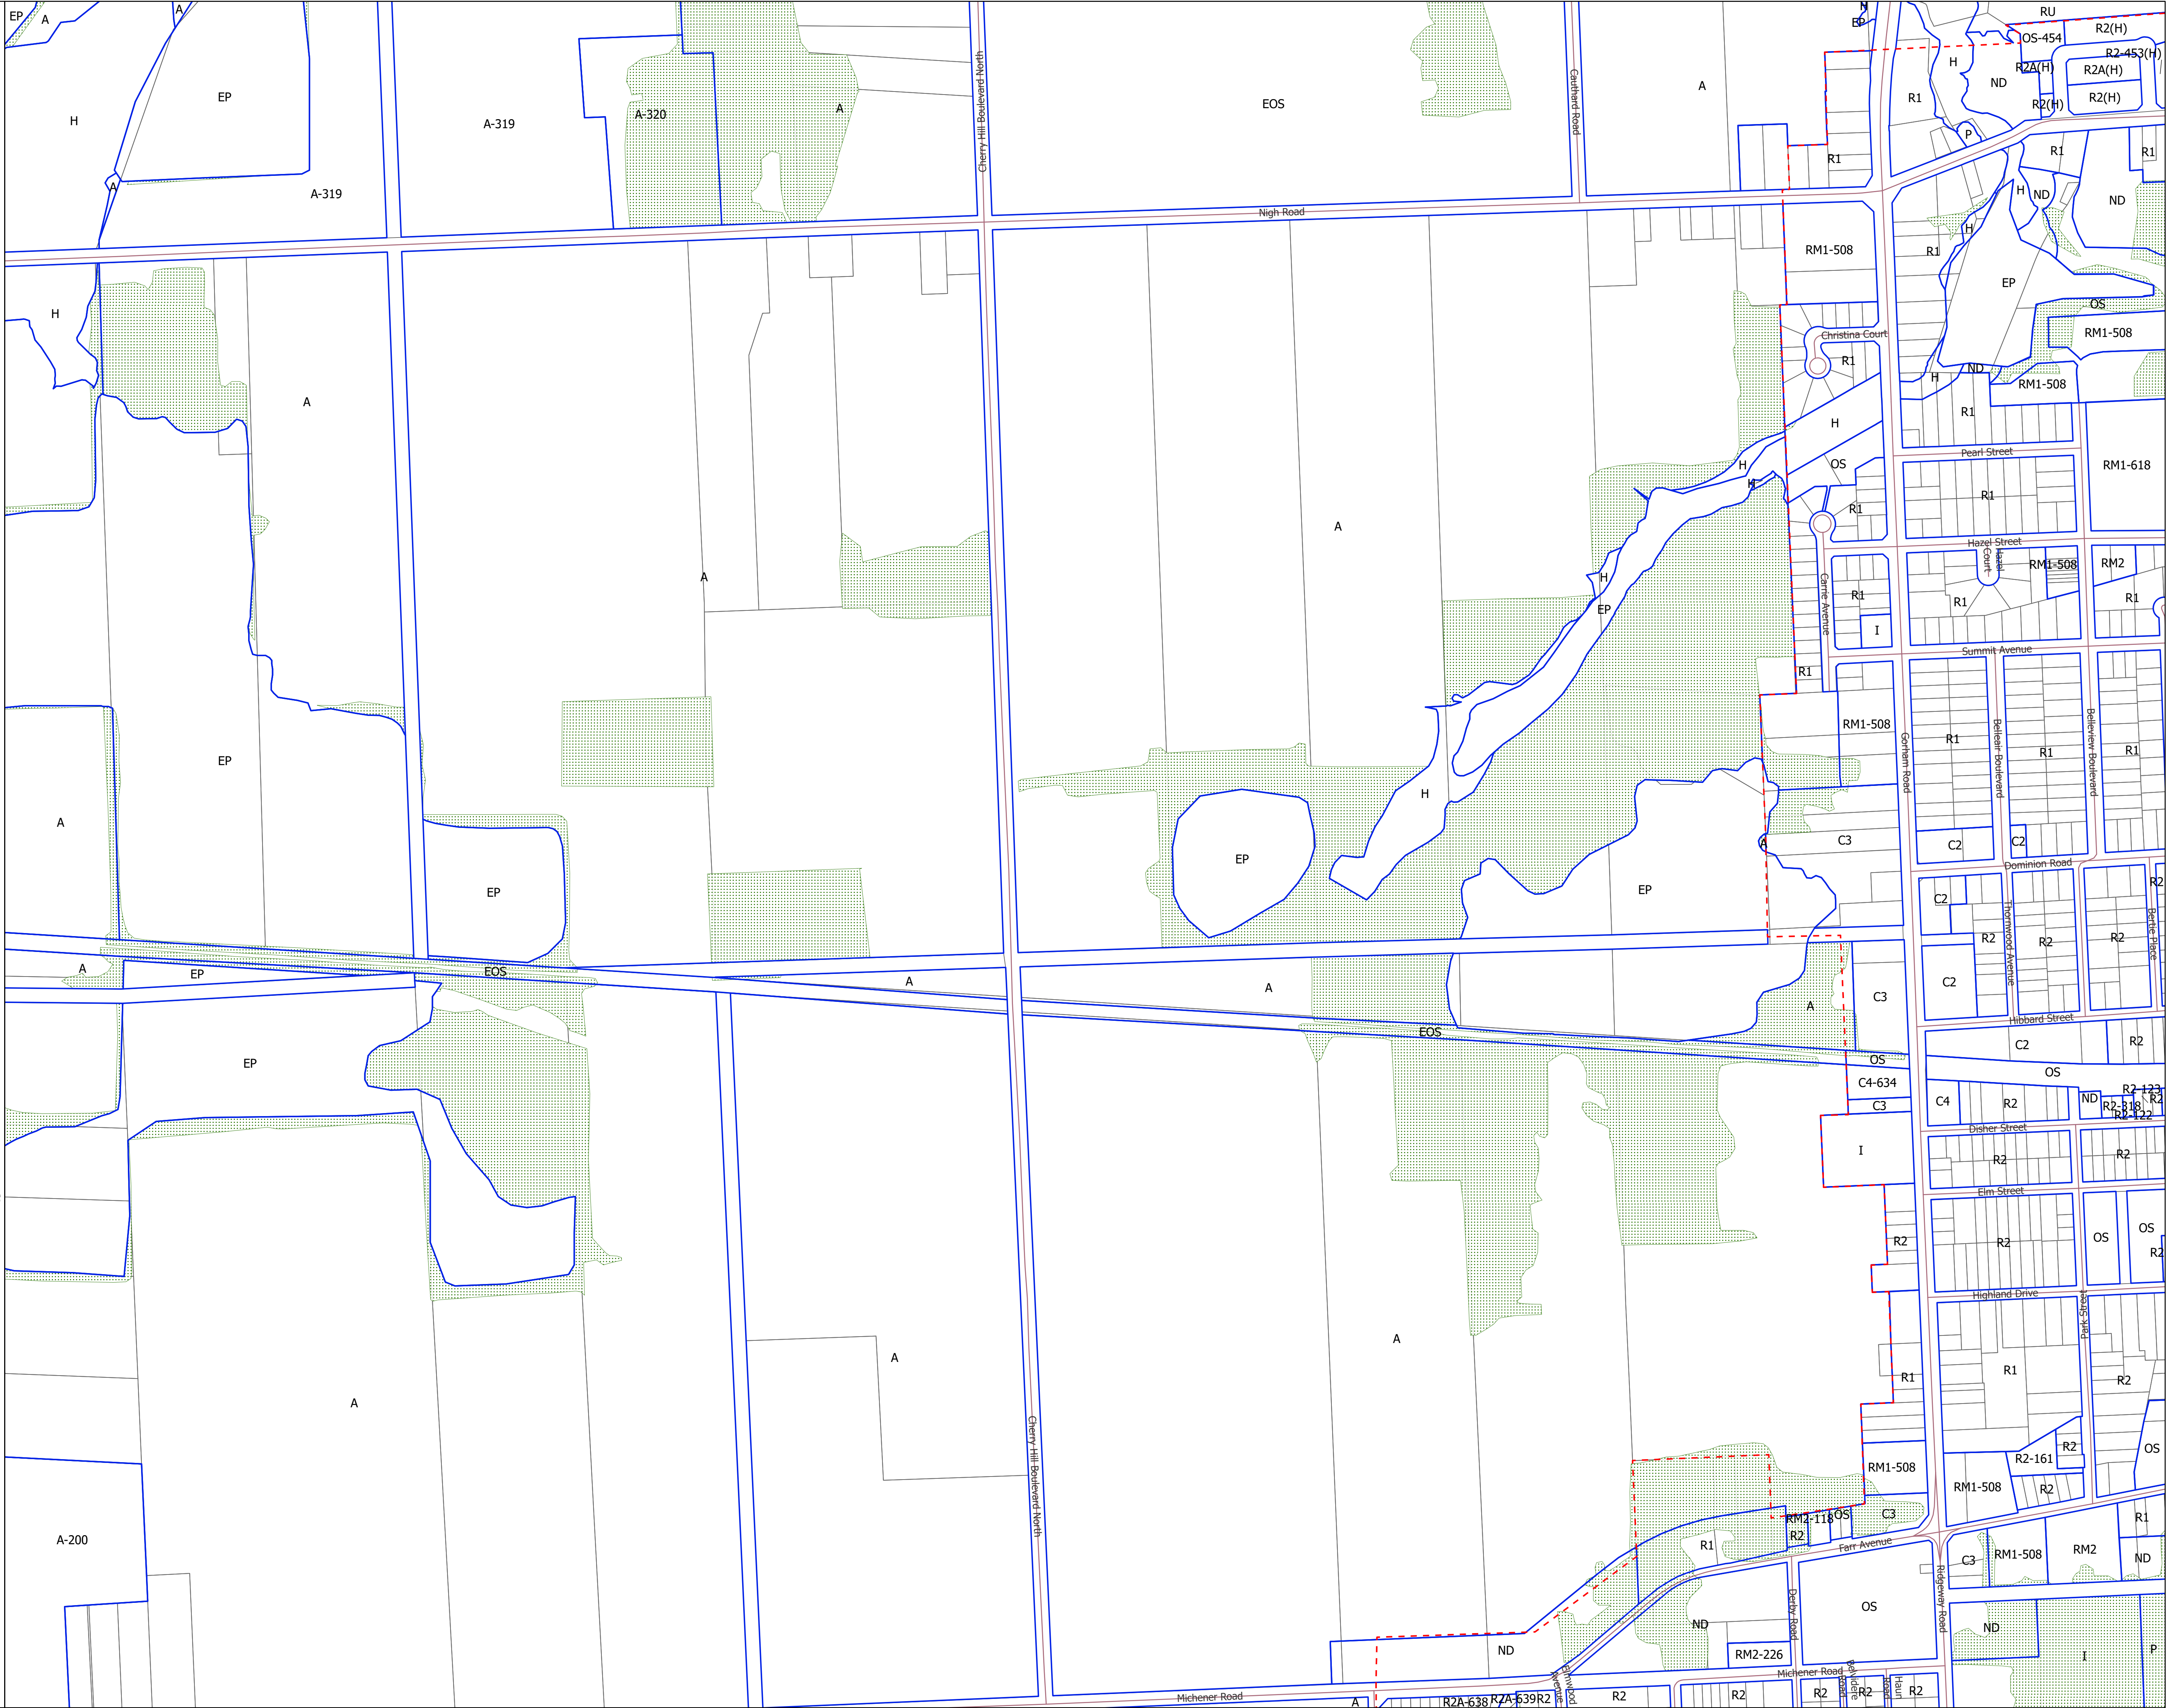 EP
A
A
H
EP
A
A-319
A-319
A-320
A
Cherry Hill Boulevard North
EOS
Cauthard Road
A
EP
R1
R1
H
P
ND
RU
OS-454
R2(H)
R2-453(H)
R2A(H)
R2A(H)
R2(H)
R2(H)
R1
R1
Nigh Road
RM1-508
R1
H
H
ND
ND
EP
OS
RM1-508
H
A
Christina Court
R1
H
ND
RM1-508
R1
H
Pearl Street
RM1-618
H
OS
R1
R1
A
A
H
EP
Hazel Street
Hazel Court
RM1-508
RM2
R1
R1
Carrie Avenue
R1
I
Summit Avenue
R1
RM1-508
Gorham Road
R1
Belleair Boulevard
R1
Belleview Boulevard
R1
EP
A
EP
H
EP
EP
A
C3
C2
C2
Dominion Road
C2
R2
Thornwood Avenue
R2
R2
R2
Bertie Place
C2
A
EP
EOS
A
A
A
C3
Hibbard Street
EOS
OS
C2
R2
OS
EP
C4-634
C3
C4
R2
ND
R2-123
R2-318
R2
R2-122
Disher Street
I
R2
R2
Elm Street
R2
R2
OS
OS
R2
Highland Drive
Park Street
A
A
A
R1
R1
R2
Cherry Hill Boulevard North
RM1-508
RM1-508
R2-161
R2
R2
OS
A-200
RM2-118
OS
C3
R2
R1
Farr Avenue
C3
RM1-508
RM2
R1
ND
Ridgeway Road
Derby Road
OS
ND
ND
ND
RM2-226
I
P
Michener Road
Michener Road
Elmwood Avenue
A
R2A-638
R2A-639
R2
R2
R2
R2
Belvidere Road
R2
Haun Road
R2